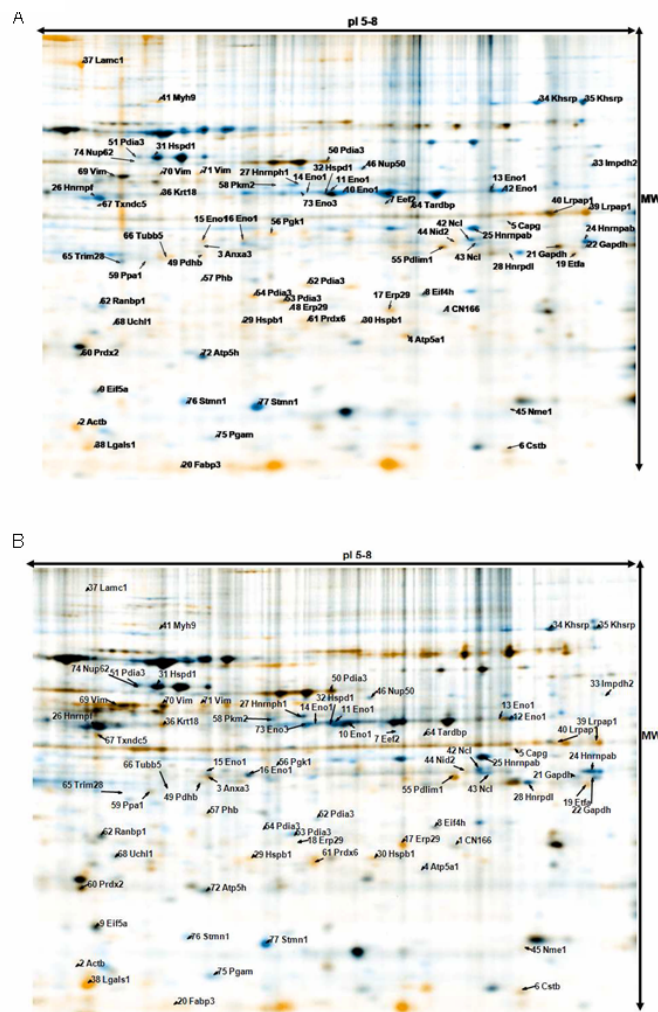 A
pI 5-8
37 Lamc1
41 Myh9
34 Khsrp 35 Khsrp
51 Pdia3
31 Hspd1
50 Pdia3
74 Nup62
32 Hspd1
46 Nup50
33 Impdh2
69 Vim
70 Vim
71 Vim
27 Hnrnph1
11 Eno1
14 Eno1
58 Pkm2
10 Eno1
13 Eno1
12 Eno1
26 Hnrnpf
36 Krt18
73 Eno3
7 Eef2
64 Tardbp
40 Lrpap1
39 Lrpap1
MW
67 Txndc5
15 Eno1
16 Eno1
56 Pgk1
42 Ncl
5 Capg
24 Hnrnpab
66 Tubb5
44 Nid2
25 Hnrnpab
22 Gapdh
65 Trim28
49 Pdhb
3 Anxa3
55 Pdlim1
43 Ncl
21 Gapdh
59 Ppa1
28 Hnrpdl
19 Etfa
57 Phb
52 Pdia3
54 Pdia3
53 Pdia3
17 Erp29
8 Eif4h
62 Ranbp1
18 Erp29
1 CN166
68 Uchl1
29 Hspb1
61 Prdx6
30 Hspb1
4 Atp5a1
60 Prdx2
72 Atp5h
9 Eif5a
76 Stmn1
77 Stmn1
45 Nme1
2 Actb
75 Pgam
38 Lgals1
6 Cstb
20 Fabp3
B
pI 5-8
37 Lamc1
41 Myh9
34 Khsrp
35 Khsrp
74 Nup62
51 Pdia3
31 Hspd1
50 Pdia3
32 Hspd1
46 Nup50
33 Impdh2
69 Vim
70 Vim
71 Vim
27 Hnrnph1
14 Eno1
11 Eno1
13 Eno1
26 Hnrnpf
36 Krt18
58 Pkm2
12 Eno1
39 Lrpap1
73 Eno3
10 Eno1
7 Eef2
64 Tardbp
67 Txndc5
40 Lrpap1
42 Ncl
5 Capg
24 Hnrnpab
66 Tubb5
15 Eno1
16 Eno1
56 Pgk1
44 Nid2
25 Hnrnpab
21 Gapdh
65 Trim28
59 Ppa1
49 Pdhb
3 Anxa3
55 Pdlim1
43 Ncl
28 Hnrpdl
19 Etfa
22 Gapdh
57 Phb
52 Pdia3
MW
62 Ranbp1
54 Pdia3
53 Pdia3
8 Eif4h
18 Erp29
17 Erp29
1 CN166
68 Uchl1
29 Hspb1
61 Prdx6
30 Hspb1
4 Atp5a1
60 Prdx2
72 Atp5h
9 Eif5a
76 Stmn1
77 Stmn1
45 Nme1
2 Actb
75 Pgam
38 Lgals1
6 Cstb
20 Fabp3